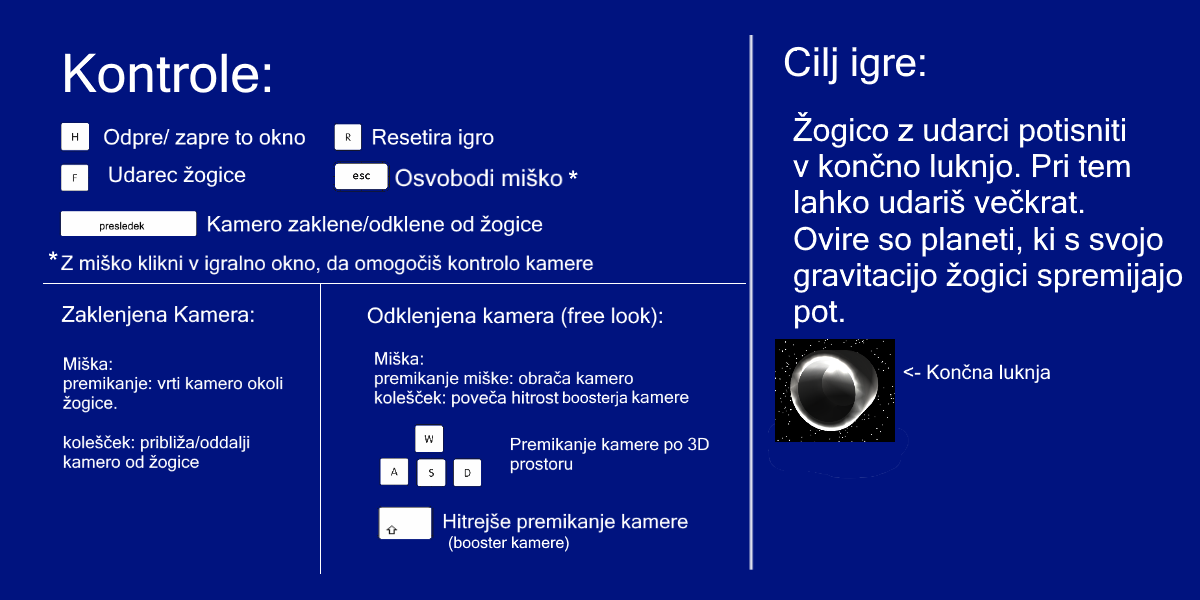 Kontrole:
H Odpre/ zapre to okno
R Resetira igro
F Udarec žogice
esc Osvobodi miško *
presledek Kamero zaklene/odklene od žogice
*Z miško klikni v igralno okno, da omogočiš kontrolo kamere
Zaklenjena Kamera:
Miška:
premikanje: vrti kamero okoli
žogice.
kolešček: približa/oddalji
kamero od žogice
Odklenjena kamera (free look):
Miška:
premikanje miške: obrača kamero
kolešček: poveča hitrost boosterja kamere
W
A S D
Premikanje kamere po 3D
prostoru
Hitrejše premikanje kamere
(booster kamere)
Cilj igre:
Žogico z udarci potisniti
v končno luknjo. Pri tem
lahko udariš večkrat.
Ovire so planeti, ki s svojo
gravitacijo žogici spremijajo
pot.
<- Končna luknja